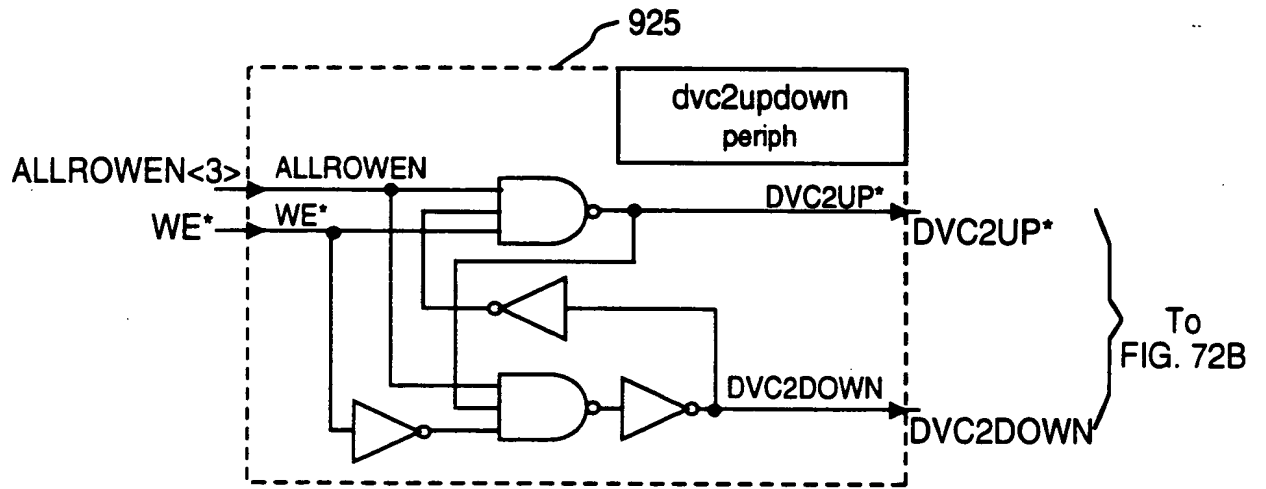 925
dvc2updown
periph
ALLROWEN<3>
ALLROWEN
WE*
WE*
DVC2UP*
DVC2UP*
To
FIG. 72B
DVC2DOWN
DVC2DOWN